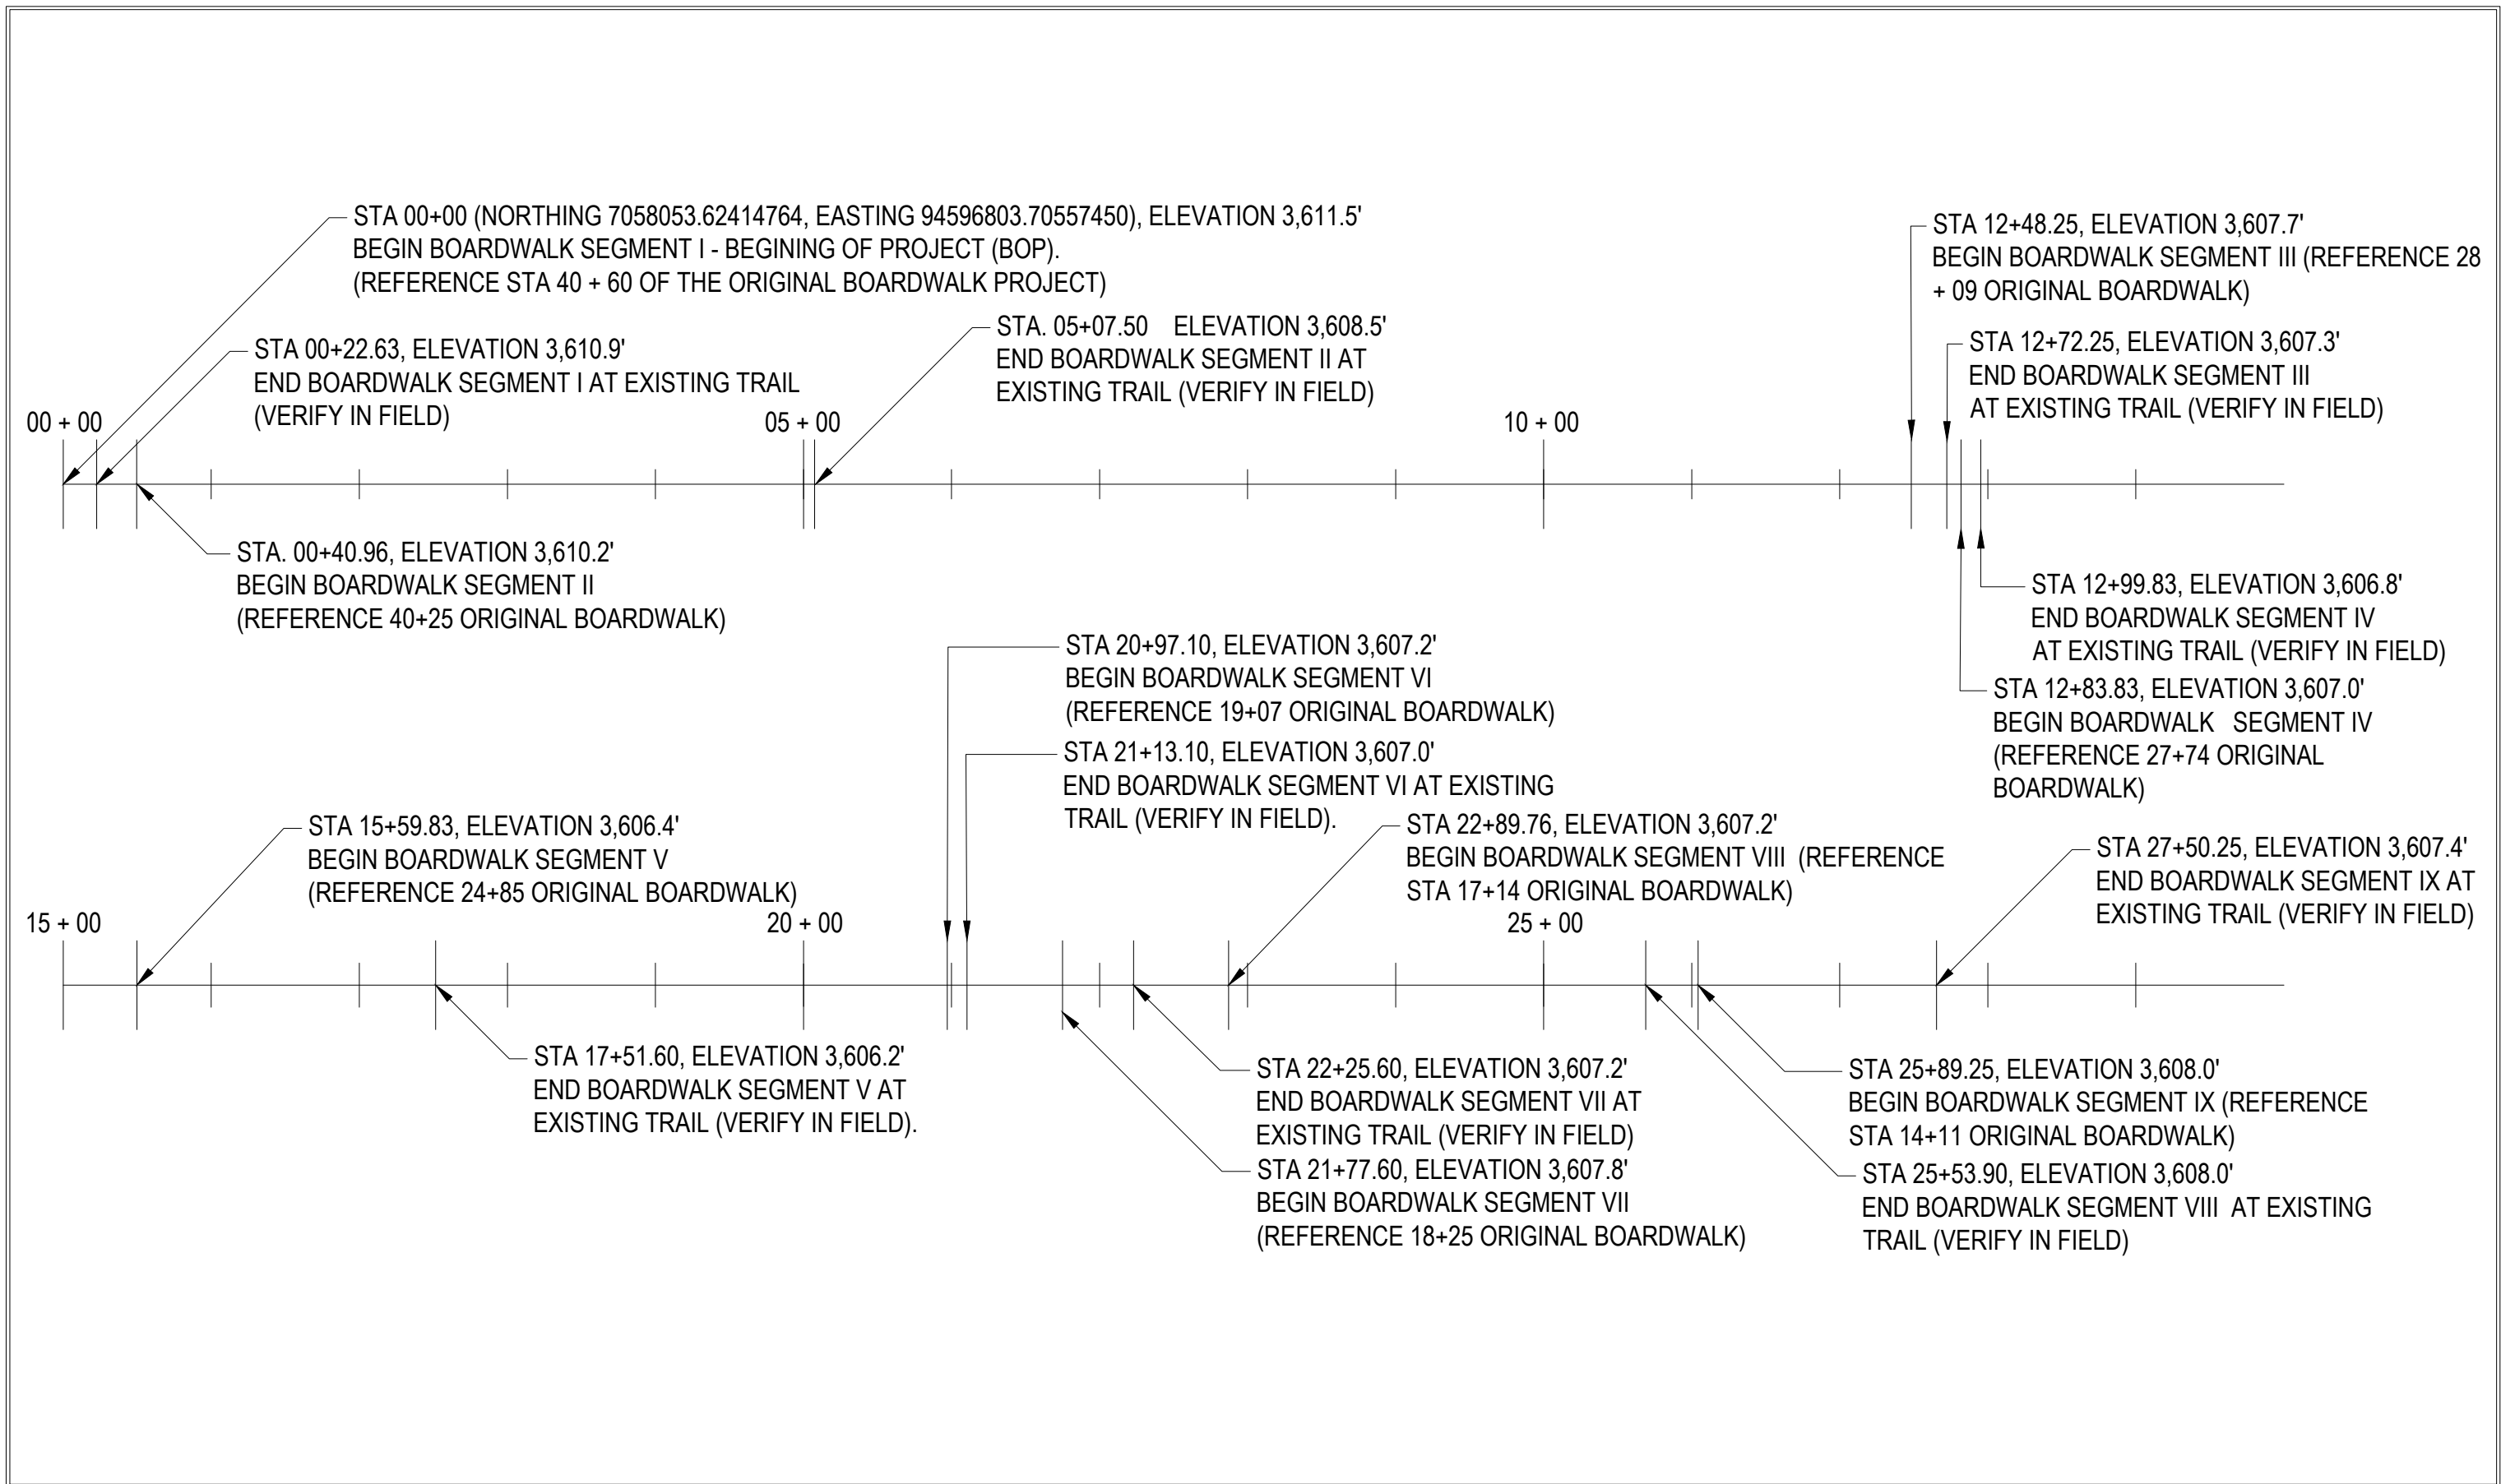 STA 00+00 (NORTHING 7058053.62414764, EASTING 94596803.70557450), ELEVATION 3,611.5'
BEGIN BOARDWALK SEGMENT I - BEGINING OF PROJECT (BOP).
(REFERENCE STA 40 + 60 OF THE ORIGINAL BOARDWALK PROJECT)
STA 00+22.63, ELEVATION 3,610.9'
END BOARDWALK SEGMENT I AT EXISTING TRAIL
(VERIFY IN FIELD)
STA. 05+07.50 ELEVATION 3,608.5'
END BOARDWALK SEGMENT II AT
EXISTING TRAIL (VERIFY IN FIELD)
STA 12+48.25, ELEVATION 3,607.7'
BEGIN BOARDWALK SEGMENT III (REFERENCE 28
+ 09 ORIGINAL BOARDWALK)
STA 12+72.25, ELEVATION 3,607.3'
END BOARDWALK SEGMENT III
AT EXISTING TRAIL (VERIFY IN FIELD)
00 + 00
05 + 00
10 + 00
STA. 00+40.96, ELEVATION 3,610.2'
BEGIN BOARDWALK SEGMENT II
(REFERENCE 40+25 ORIGINAL BOARDWALK)
STA 12+99.83, ELEVATION 3,606.8'
END BOARDWALK SEGMENT IV
AT EXISTING TRAIL (VERIFY IN FIELD)
STA 12+83.83, ELEVATION 3,607.0'
BEGIN BOARDWALK SEGMENT IV
(REFERENCE 27+74 ORIGINAL
BOARDWALK)
STA 20+97.10, ELEVATION 3,607.2'
BEGIN BOARDWALK SEGMENT VI
(REFERENCE 19+07 ORIGINAL BOARDWALK)
STA 21+13.10, ELEVATION 3,607.0'
END BOARDWALK SEGMENT VI AT EXISTING
TRAIL (VERIFY IN FIELD).
STA 15+59.83, ELEVATION 3,606.4'
BEGIN BOARDWALK SEGMENT V
(REFERENCE 24+85 ORIGINAL BOARDWALK)
STA 22+89.76, ELEVATION 3,607.2'
BEGIN BOARDWALK SEGMENT VIII (REFERENCE
STA 17+14 ORIGINAL BOARDWALK)
STA 27+50.25, ELEVATION 3,607.4'
END BOARDWALK SEGMENT IX AT
EXISTING TRAIL (VERIFY IN FIELD)
15 + 00
20 + 00
25 + 00
STA 17+51.60, ELEVATION 3,606.2'
END BOARDWALK SEGMENT V AT
EXISTING TRAIL (VERIFY IN FIELD).
STA 22+25.60, ELEVATION 3,607.2'
END BOARDWALK SEGMENT VII AT
EXISTING TRAIL (VERIFY IN FIELD)
STA 21+77.60, ELEVATION 3,607.8'
BEGIN BOARDWALK SEGMENT VII
(REFERENCE 18+25 ORIGINAL BOARDWALK)
STA 25+89.25, ELEVATION 3,608.0'
BEGIN BOARDWALK SEGMENT IX (REFERENCE
STA 14+11 ORIGINAL BOARDWALK)
STA 25+53.90, ELEVATION 3,608.0'
END BOARDWALK SEGMENT VIII AT EXISTING
TRAIL (VERIFY IN FIELD)